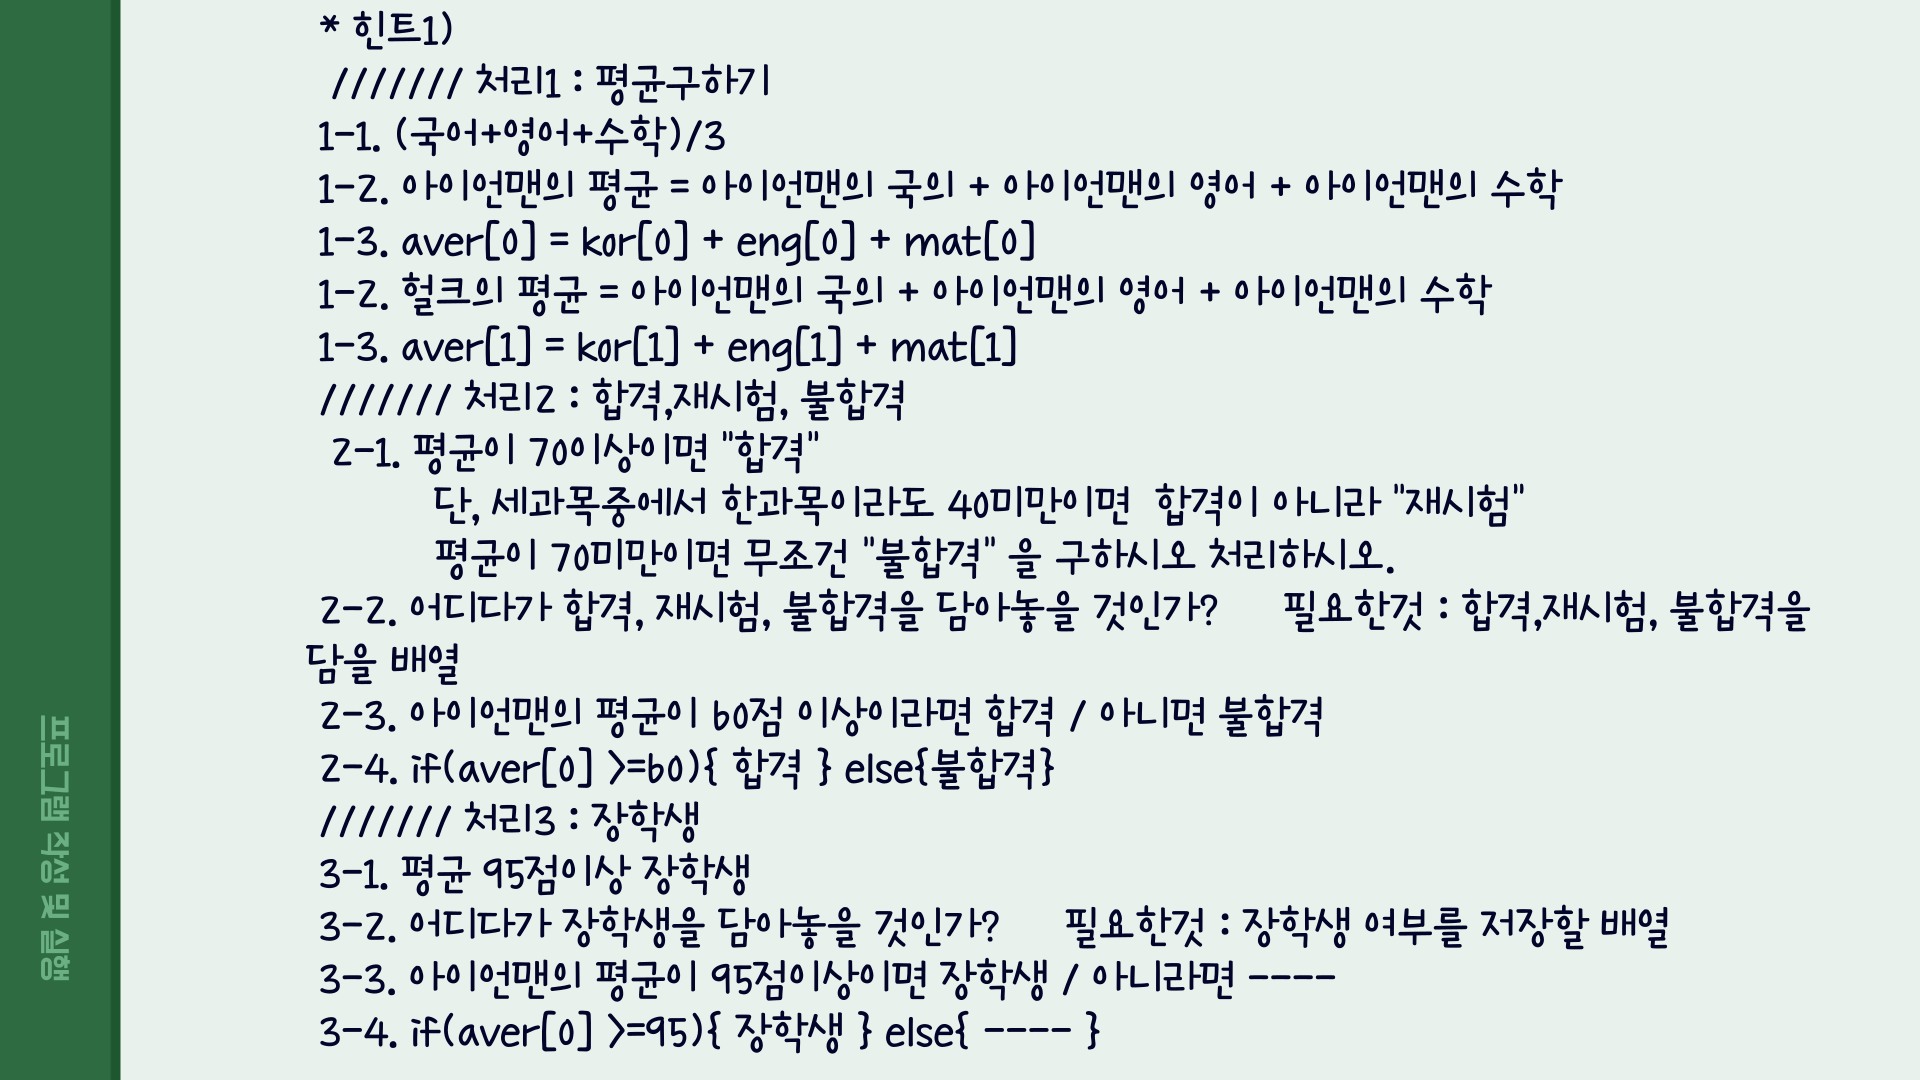 * 힌트1)
/////// 처리1 : 평균구하기
1-1. (국어+영어+수학)/3
1-2. 아이언맨의 평균 = 아이언맨의 국의 + 아이언맨의 영어 + 아이언맨의 수학
1-3. aver[0] = kor[0] + eng[0] + mat[0]
1-2. 헐크의 평균 = 아이언맨의 국의 + 아이언맨의 영어 + 아이언맨의 수학
1-3. aver[1] = kor[1] + eng[1] + mat[1]
/////// 처리2 : 합격,재시험, 불합격
2-1. 평균이 70이상이면 "합격"
단, 세과목중에서 한과목이라도 40미만이면 합격이 아니라 "재시험"
평균이 70미만이면 무조건 "불합격" 을 구하시오 처리하시오.
2-2. 어디다가 합격, 재시험, 불합격을 담아놓을 것인가? 필요한것 : 합격,재시험, 불합격을
담을 배열
2-3. 아이언맨의 평균이 60점 이상이라면 합격 / 아니면 불합격
2-4. if(aver[0] >=60){ 합격 } else{불합격}
/////// 처리3 : 장학생
3-1. 평균 95점이상 장학생
3-2. 어디다가 장학생을 담아놓을 것인가? 필요한것 : 장학생 여부를 저장할 배열
3-3. 아이언맨의 평균이 95점이상이면 장학생 / 아니라면 ----
3-4. if(aver[0] >=95){ 장학생 } else{ ---- }
프로그램 작성 및 실행